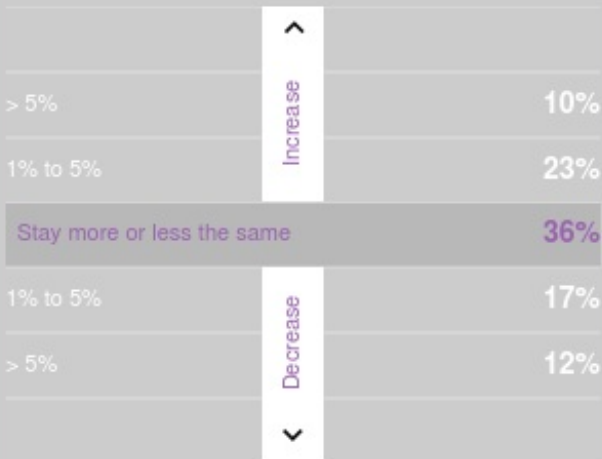 > 5% 10%
Increase
1% to 5% 23%
Stay more or less the same 36%
1% to 5% 17%
Decrease
> 5% 12%